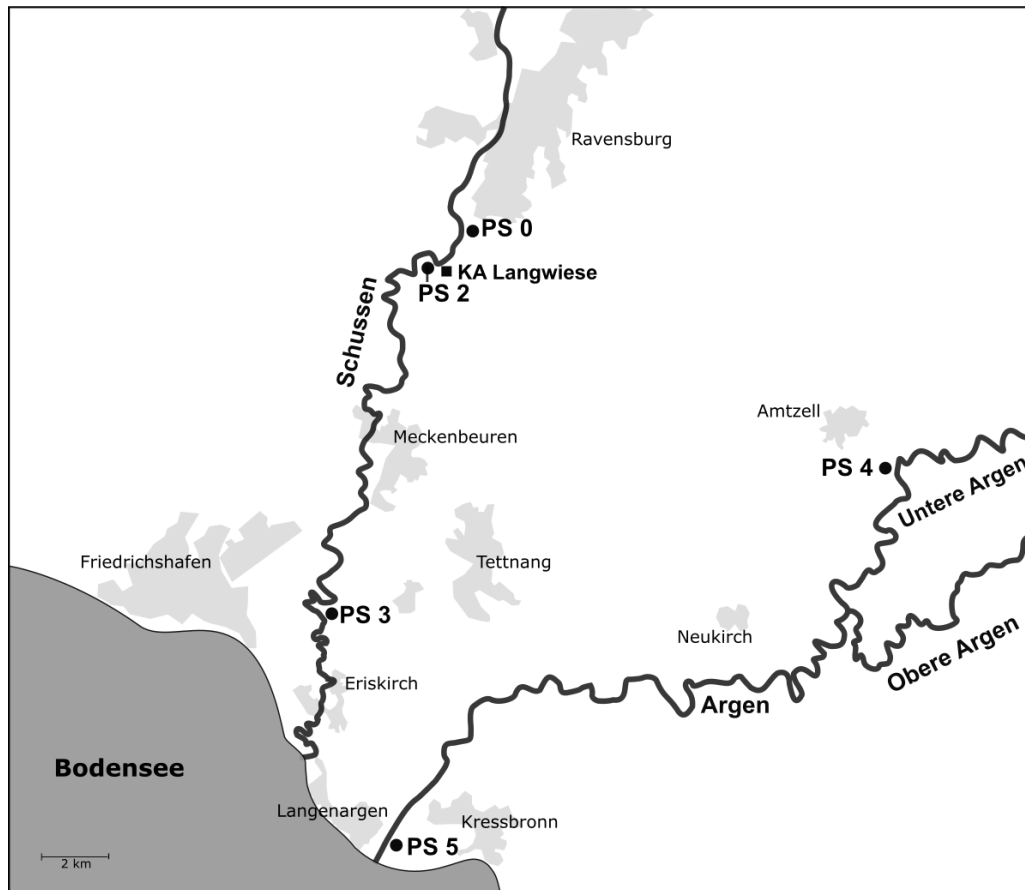 Ravensburg
PS 0
KA Langwiese
PS 2
Schussen
Amtzell
Meckenbeuren
PS 4
Untere Argen
Friedrichshafen
Tettnang
PS 3
Neukirch
Obere Argen
Eriskirch
Argen
Bodensee
Langenargen
Kressbronn
PS 5
2 km